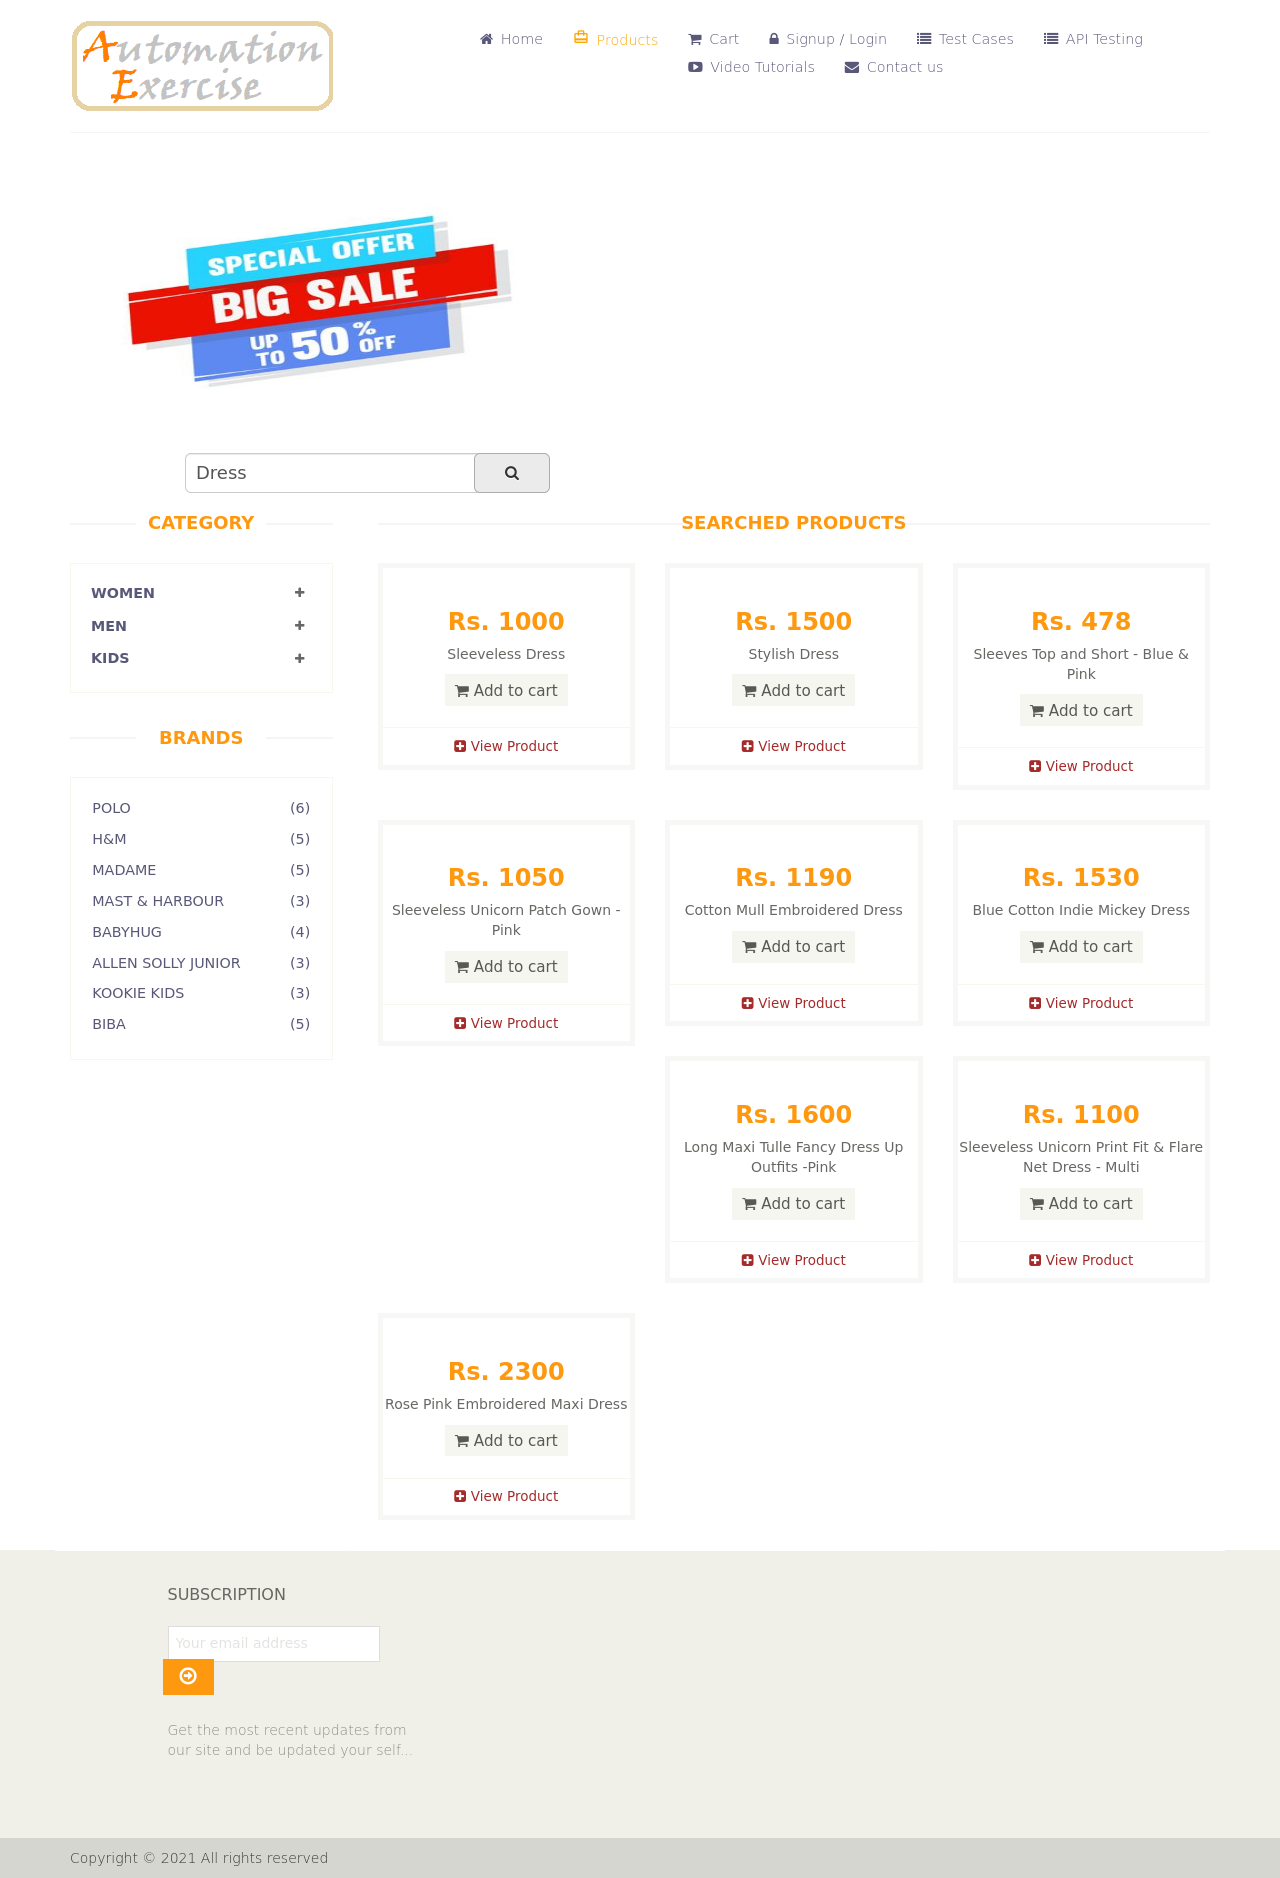 Automation
Exercise
Home
Products
Cart
Signup / Login
Test Cases
API Testing
Video Tutorials
Contact us
SPECIAL OFFER
BIG SALE
UP TO 50% OFF
Dress
CATEGORY
WOMEN
MEN
KIDS
BRANDS
POLO (6)
H&M (5)
MADAME (5)
MAST & HARBOUR (3)
BABYHUG (4)
ALLEN SOLLY JUNIOR (3)
KOOKIE KIDS (3)
BIBA (5)
SEARCHED PRODUCTS
Rs. 1000
Sleeveless Dress
Add to cart
View Product
Rs. 1500
Stylish Dress
Add to cart
View Product
Rs. 478
Sleeves Top and Short - Blue &
Pink
Add to cart
View Product
Rs. 1050
Sleeveless Unicorn Patch Gown -
Pink
Add to cart
View Product
Rs. 1190
Cotton Mull Embroidered Dress
Add to cart
View Product
Rs. 1530
Blue Cotton Indie Mickey Dress
Add to cart
View Product
Rs. 1600
Long Maxi Tulle Fancy Dress Up
Outfits -Pink
Add to cart
View Product
Rs. 1100
Sleeveless Unicorn Print Fit & Flare
Net Dress - Multi
Add to cart
View Product
Rs. 2300
Rose Pink Embroidered Maxi Dress
Add to cart
View Product
SUBSCRIPTION
Your email address
Get the most recent updates from
our site and be updated your self...
Copyright © 2021 All rights reserved